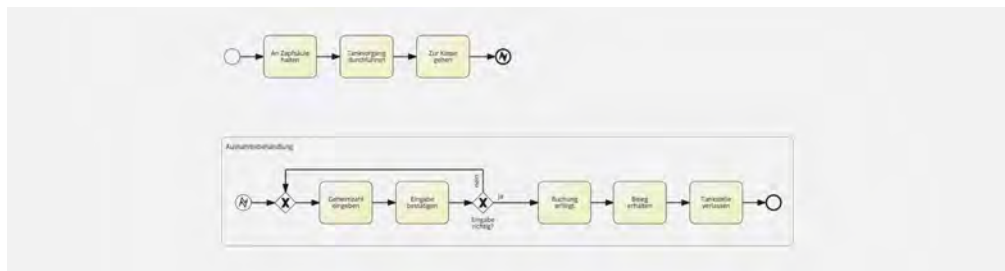 An Zapfsäule
halten
Tankvorgang
durchführen
Zur Kasse
gehen
Ausnahmebehandlung
nein
Geheimzahl
eingeben
Eingabe
bestätigen
Eingabe
richtig?
ja
Buchung
erfolgt
Beleg
erhalten
Tankstelle
verlassen